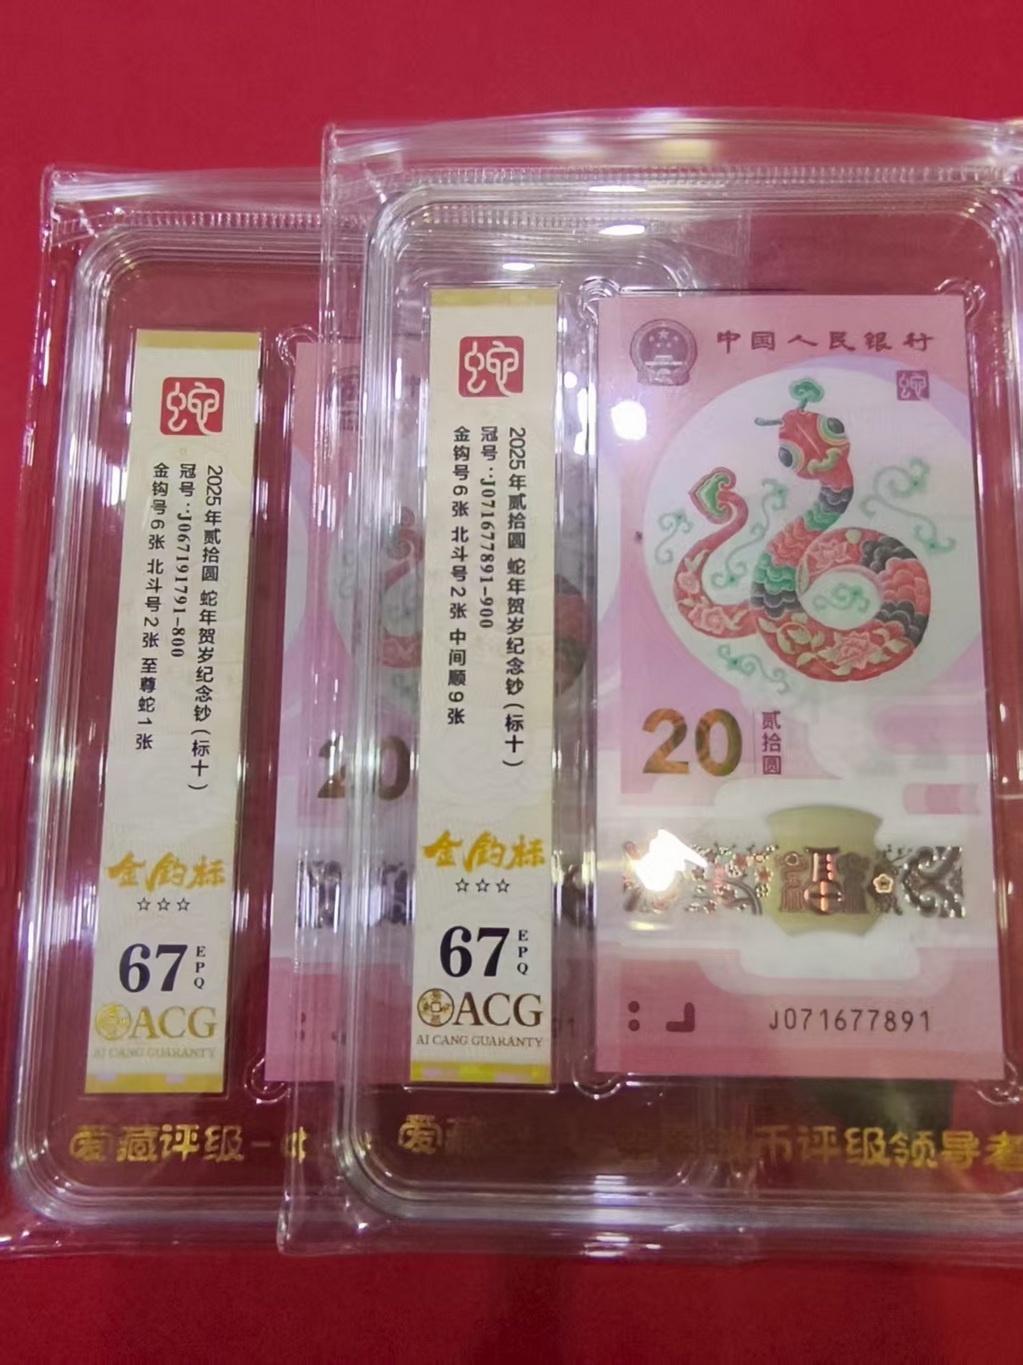 蛇
2025年贰拾圆 蛇年贺岁纪念钞(标十)
冠号:J067191791-800
金钩号6张 北斗号2张 至尊蛇1张
金钩标
☆☆☆
67
EPQ
ACG
AI CANG GUARANTY
爱藏评级-
20
蛇
2025年贰拾圆 蛇年贺岁纪念钞(标十)
冠号:J071677891-900
金钩号6张 北斗号2张 中间顺9张
金钩标
☆☆☆
67
EPQ
ACG
AI CANG GUARANTY
中国人民银行
蛇
20
贰拾圆
J071677891
爱藏
币评级领导者